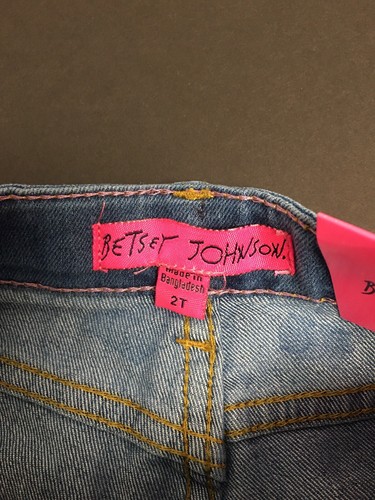 BETSEY JOHNSON.
Made in
Bangladesh
2T
B